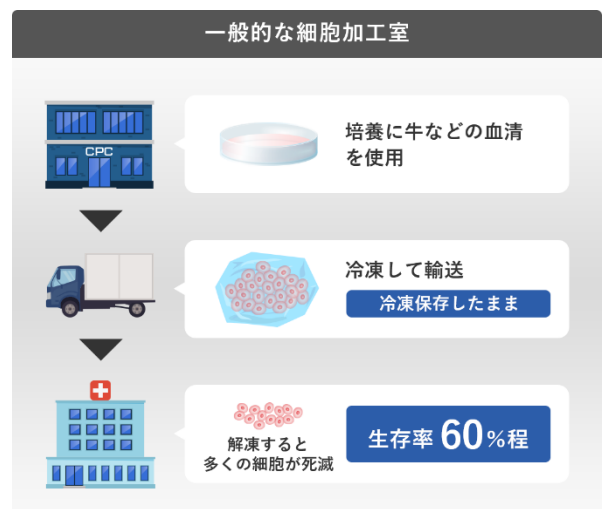 一般的な細胞加工室
CPC
培養に牛などの血清
を使用
冷凍して輸送
冷凍保存したまま
解凍すると
多くの細胞が死滅
生存率 60%程